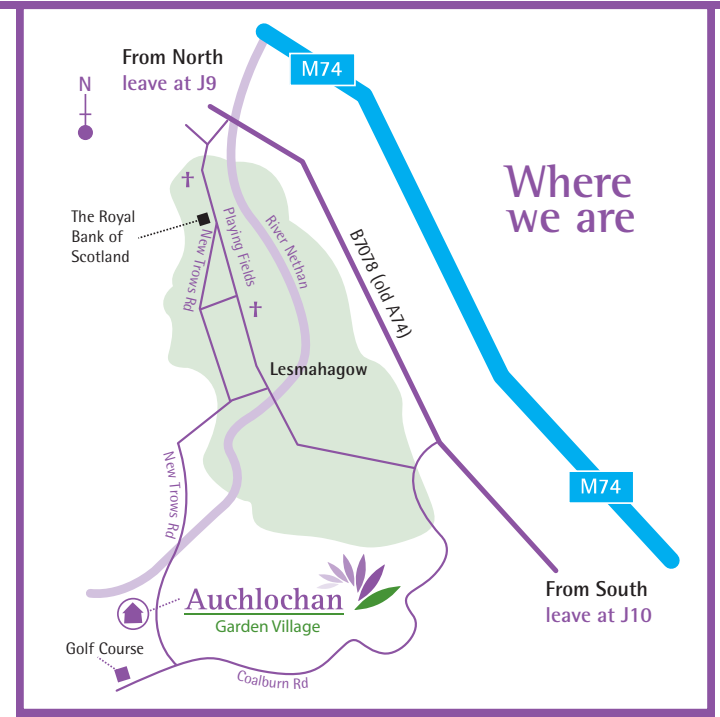 From North
leave at J9
M74
N
Where
we are
The Royal
Bank of
Scotland
New Trows Rd
Playing Fields
River Nethan
B7078 (old A74)
Lesmahagow
New Trows Rd
M74
From South
leave at J10
Auchlochan
Garden Village
Golf Course
Coalburn Rd